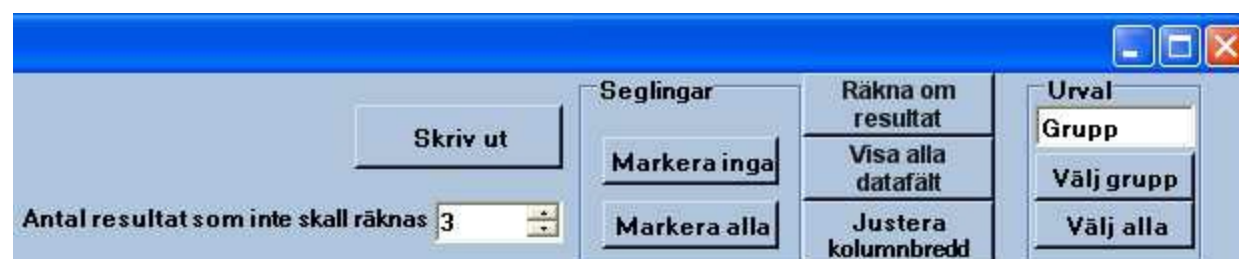 Skriv ut
Antal resultat som inte skall räknas 3
Seglingar
Markera inga
Markera alla
Räkna om
resultat
Visa alla
datafält
Justera
kolumnbredd
Urval
Grupp
Välj grupp
Välj alla